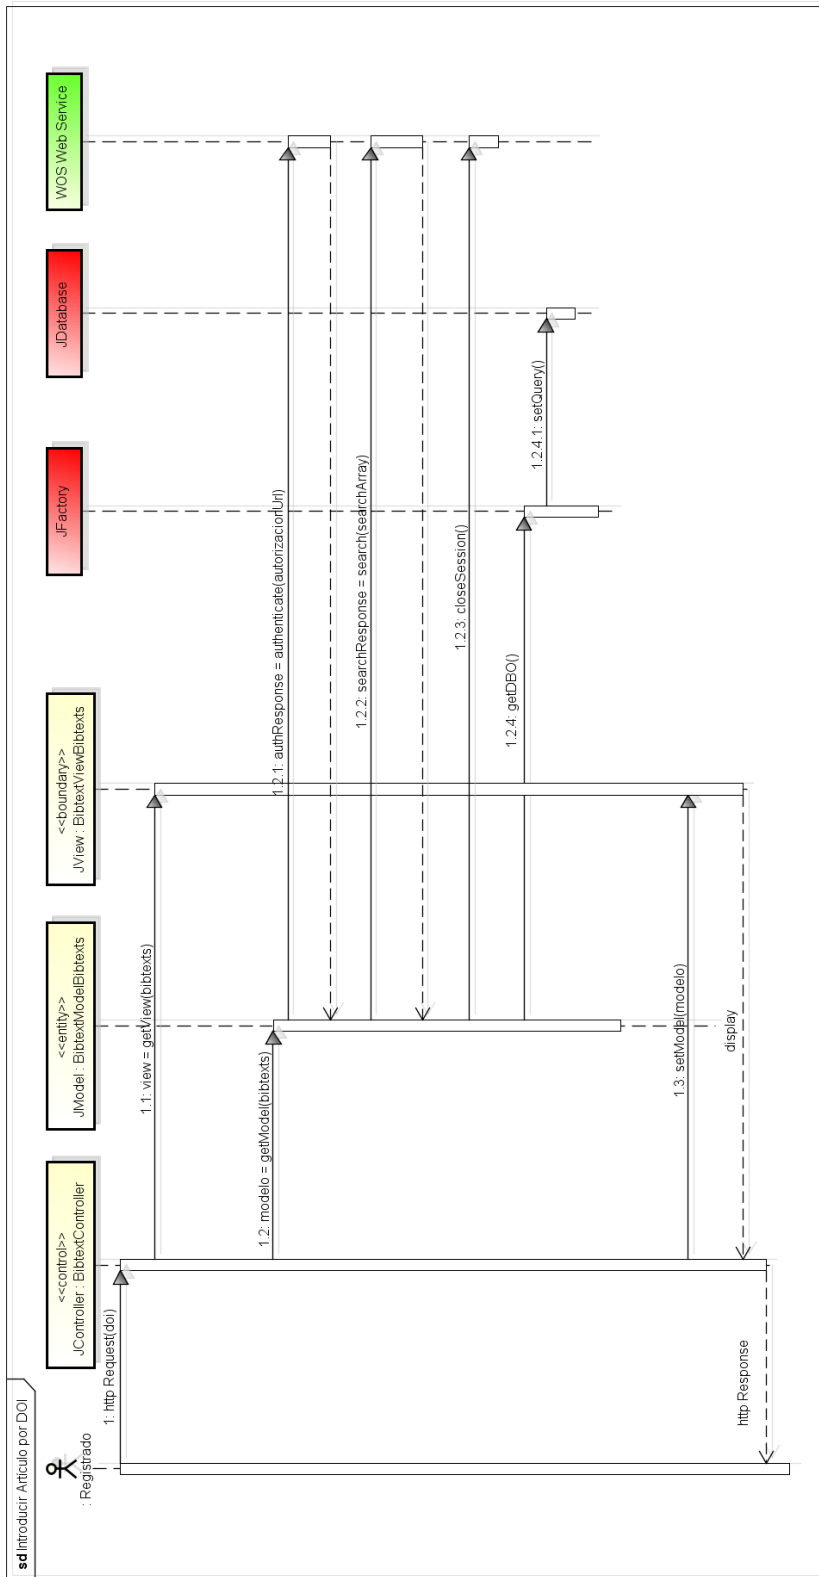 sd Introducir Artículo por DOI
: Registrado
<<control>>
JController : BibtextController
<<entity>>
JModel : BibtextModelBibtexts
<<boundary>>
JView : BibtextViewBibtexts
JFactory
JDatabase
WOS Web Service
1: http Request(doi)
1.1: view = getView(bibtexts)
1.2: modelo = getModel(bibtexts)
1.2.1: authResponse = authenticate(autorizacionUrl)
1.2.2: searchResponse = search(searchArray)
1.2.3: closeSession()
1.2.4: getDBO()
1.2.4.1: setQuery()
1.3: setModel(modelo)
display
http Response